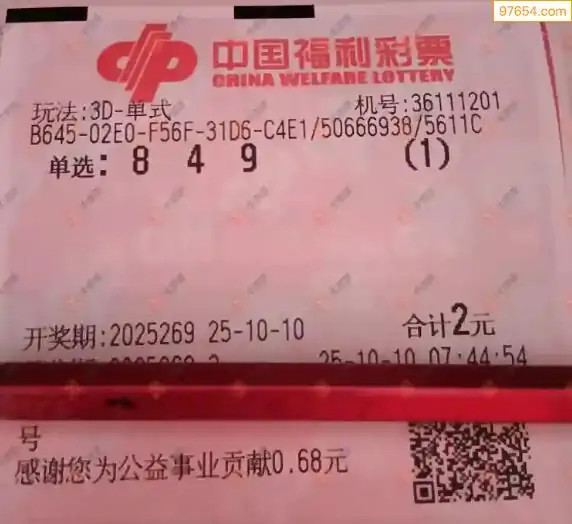 97654.com
中国福利彩票
CHINA WELFARE LOTTERY
玩法:3D-单式 机号:36111201
B645-02E0-F56F-31D6-C4E1/50666938/5611C
单选: 8 4 9 (1)
开奖期:2025269 25-10-10 合计2元
25-10-10 07:44:54
号
感谢您为公益事业贡献0.68元